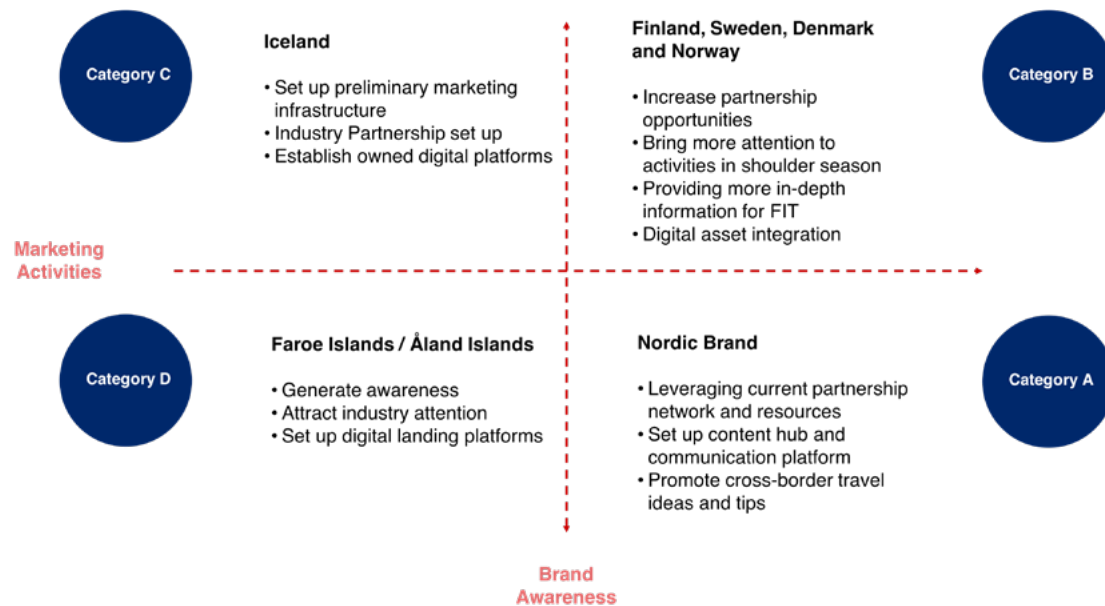 Category C
Iceland
• Set up preliminary marketing
infrastructure
• Industry Partnership set up
• Establish owned digital platforms
Finland, Sweden, Denmark
and Norway
• Increase partnership
opportunities
• Bring more attention to
activities in shoulder season
• Providing more in-depth
information for FIT
• Digital asset integration
Category B
Marketing
Activities
Category D
Faroe Islands / Åland Islands
• Generate awareness
• Attract industry attention
• Set up digital landing platforms
Nordic Brand
• Leveraging current partnership
network and resources
• Set up content hub and
communication platform
• Promote cross-border travel
ideas and tips
Category A
Brand
Awareness